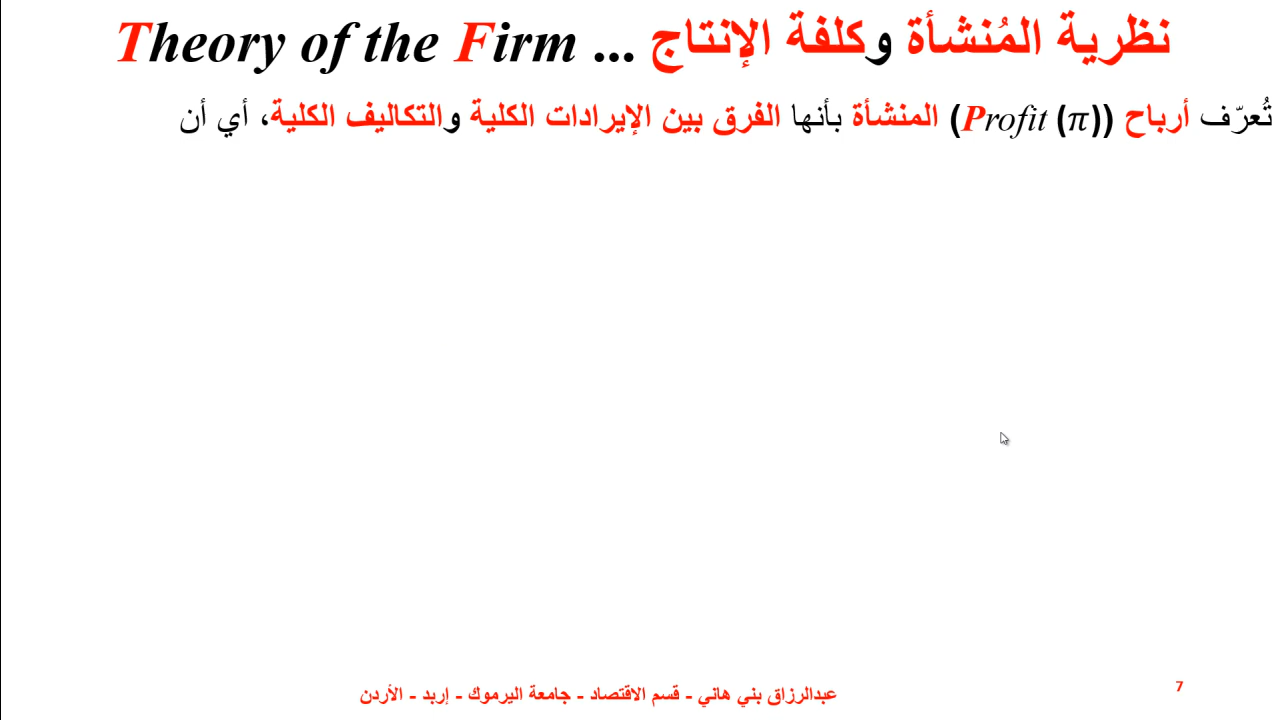 نظرية المُنشأة وكلفة الإنتاج ... Theory of the Firm
تُعرّف أرباح (Profit (π)) المنشأة بأنها الفرق بين الإيرادات الكلية والتكاليف الكلية، أي أن
عبدالرزاق بني هاني - قسم الاقتصاد - جامعة اليرموك - إربد - الأردن
7